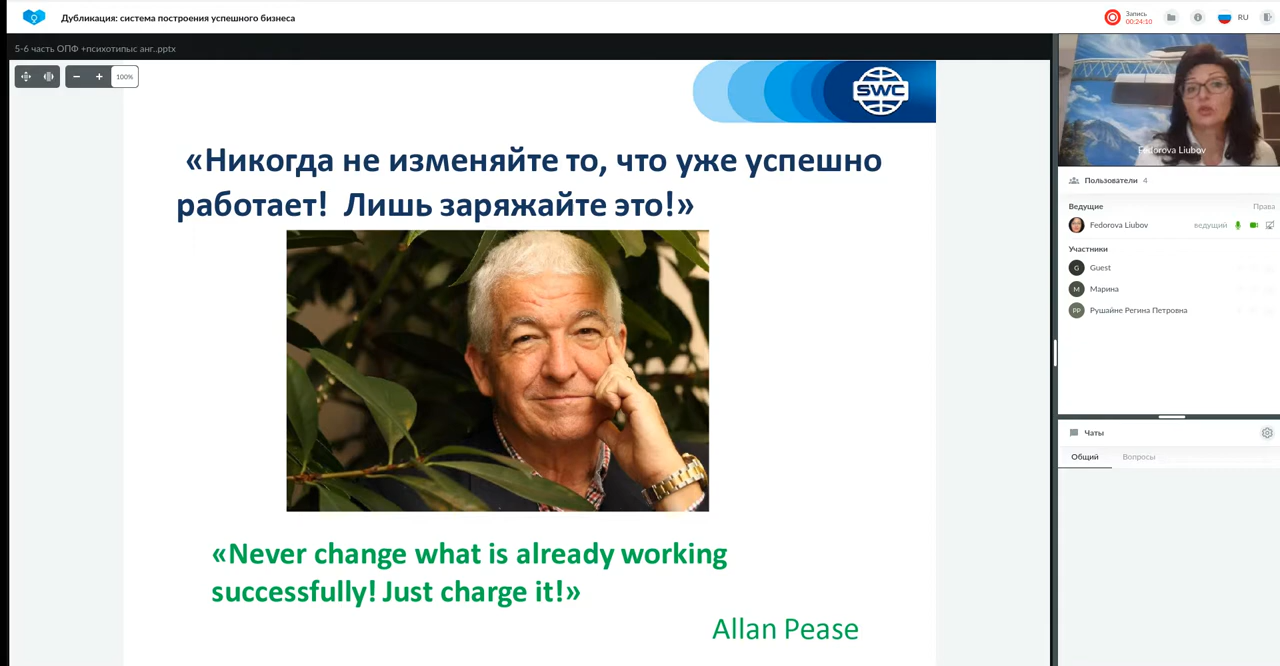 Дубликация: система построения успешного бизнеса
Запись
00:24:10
RU
5-6 часть ОПФ +психотипыс анг..pptx
100%
SWC
«Никогда не изменяйте то, что уже успешно
работает! Лишь заряжайте это!»
«Never change what is already working
successfully! Just charge it!»
Allan Pease
Fedorova Liubov
Пользователи 4
Ведущие Права
Fedorova Liubov ведущий
Участники
G Guest
М Марина
РР Рушайне Регина Петровна
Чаты
Общий Вопросы